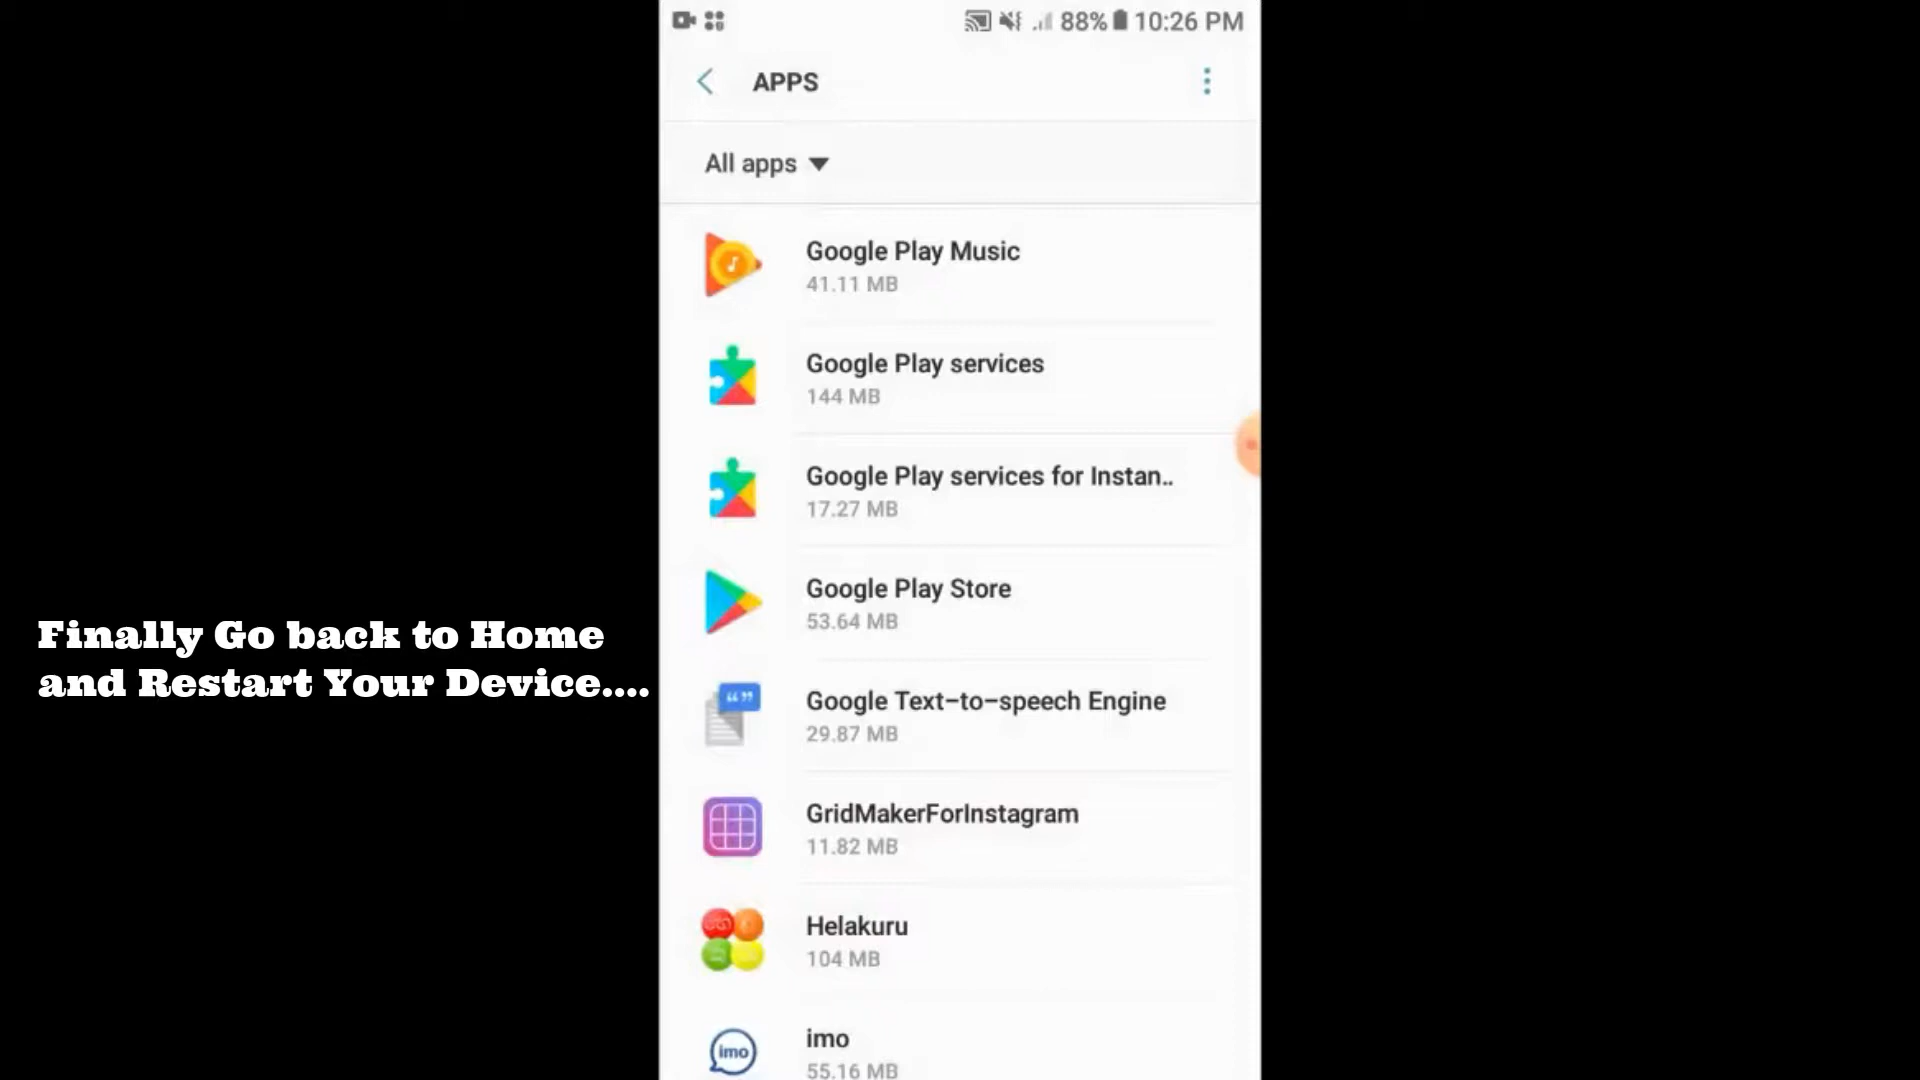 88% 10:26 PM
APPS
All apps
Google Play Music
41.11 MB
Google Play services
144 MB
Google Play services for Instan..
17.27 MB
Google Play Store
53.64 MB
Finally Go back to Home
and Restart Your Device....
Google Text-to-speech Engine
29.87 MB
GridMakerForInstagram
11.82 MB
Helakuru
104 MB
imo
imo
55.16 MB